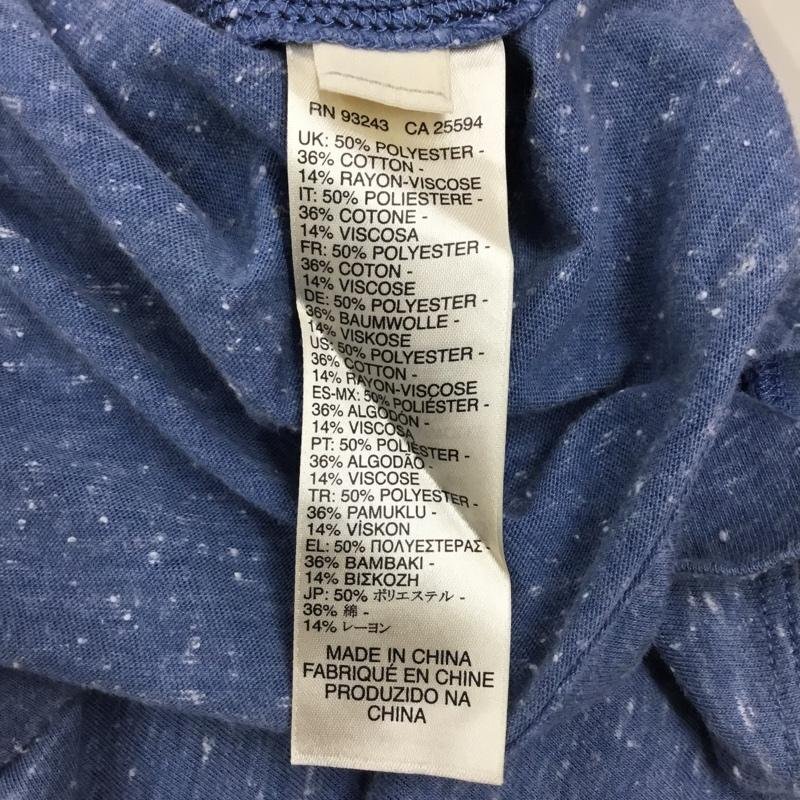 RN 93243 CA 25594
UK: 50% POLYESTER -
36% COTTON -
14% RAYON-VISCOSE
IT: 50% POLIESTERE -
36% COTONE -
14% VISCOSA
FR: 50% POLYESTER -
36% COTON -
14% VISCOSE
DE: 50% POLYESTER -
36% BAUMWOLLE -
14% VISKOSE
US: 50% POLYESTER -
36% COTTON -
14% RAYON-VISCOSE
ES-MX: 50% POLIÉSTER -
36% ALGODÓN -
14% VISCOSA
PT: 50% POLIÉSTER -
36% ALGODÃO -
14% VISCOSE
TR: 50% POLYESTER -
36% PAMUKLU -
14% VİSKON
EL: 50% ΠΟΛΥΕΣΤΕΡΑΣ -
36% ΒΑΜΒΑΚΙ -
14% ΒΙΣΚΟΖΗ
JP: 50% ポリエステル -
36% 綿 -
14% レーヨン
MADE IN CHINA
FABRIQUÉ EN CHINE
PRODUZIDO NA
CHINA